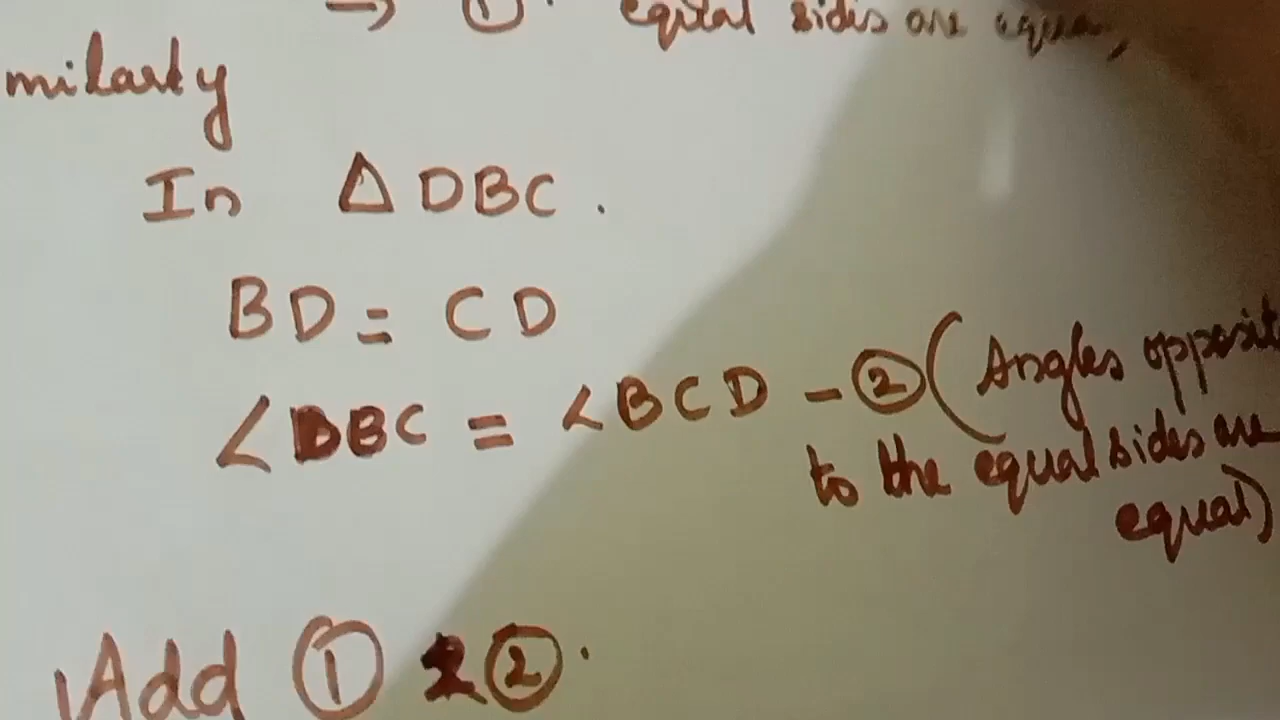 → ①. equal sides are equal)
milarly
In Δ DBC.
BD = CD
∠DBC = ∠BCD - ② (Angles opposit
to the equal sides are
equal)
Add ① & ②.